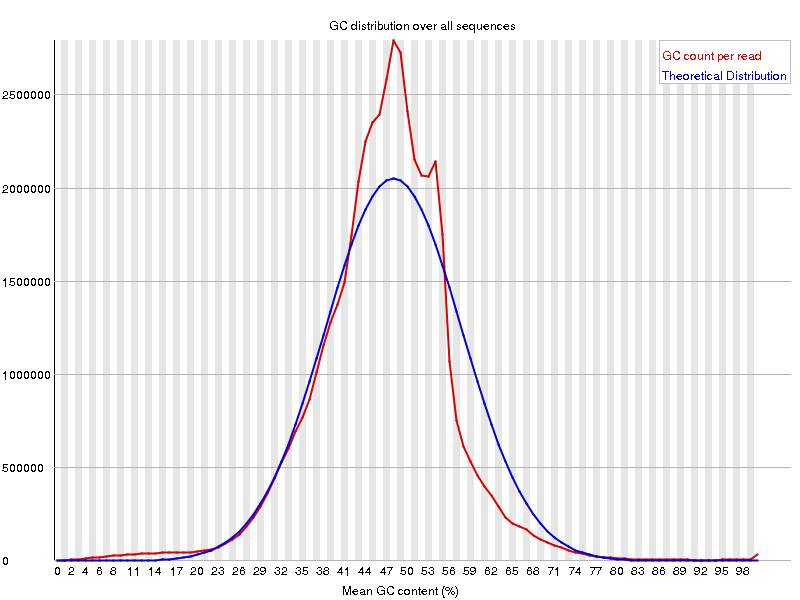 GC distribution over all sequences
GC count per read
Theoretical Distribution
2500000
2000000
1500000
1000000
500000
0
0 2 4 6 8 11 14 17 20 23 26 29 32 35 38 41 44 47 50 53 56 59 62 65 68 71 74 77 80 83 86 89 92 95 98
Mean GC content (%)